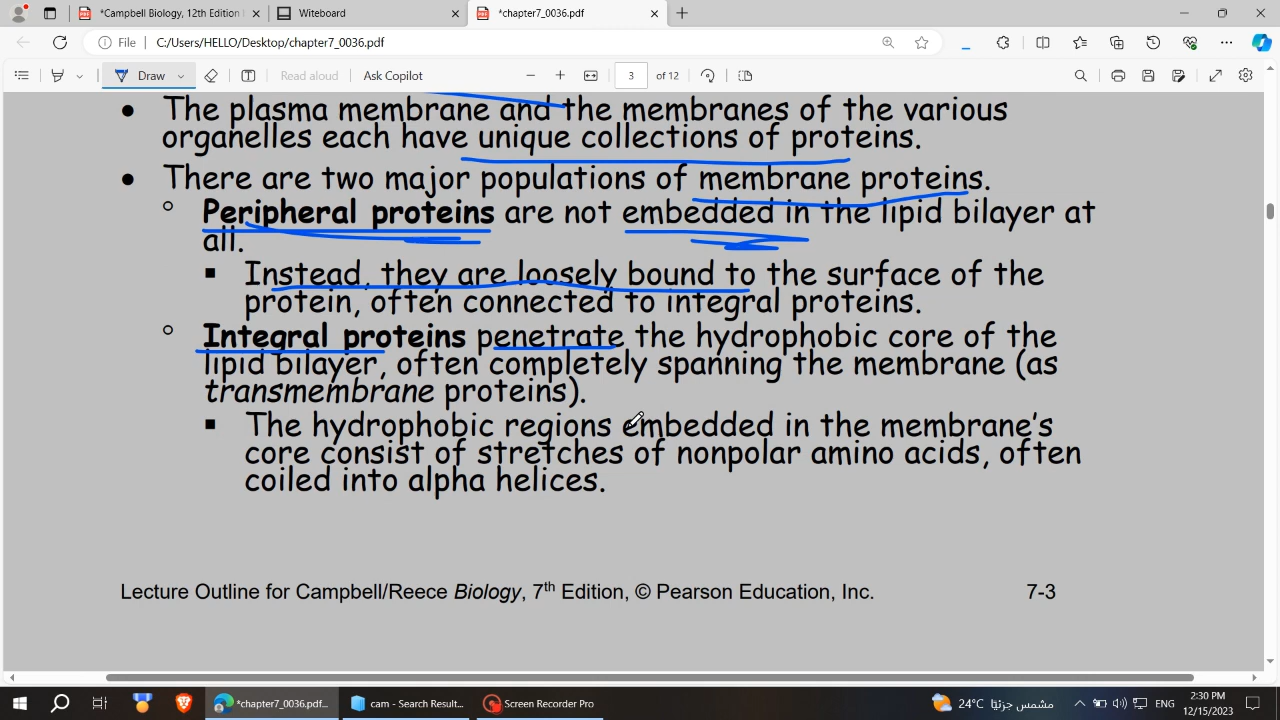 *Campbell Biology, 12th Edition
Witeboard
*chapter7_0036.pdf
File
C:/Users/HELLO/Desktop/chapter7_0036.pdf
Draw
Read aloud
Ask Copilot
3
of 12
• The plasma membrane and the membranes of the various
organelles each have unique collections of proteins.
• There are two major populations of membrane proteins.
Peripheral proteins are not embedded in the lipid bilayer at
all.
Instead, they are loosely bound to the surface of the
protein, often connected to integral proteins.
Integral proteins penetrate the hydrophobic core of the
lipid bilayer, often completely spanning the membrane (as
transmembrane proteins).
The hydrophobic regions embedded in the membrane's
core consist of stretches of nonpolar amino acids, often
coiled into alpha helices.
Lecture Outline for Campbell/Reece Biology, 7th Edition, © Pearson Education, Inc.
7-3
*chapter7_0036.pdf...
cam - Search Result...
Screen Recorder Pro
24°C
مشمس جزئيًا
ENG
2:30 PM
12/15/2023